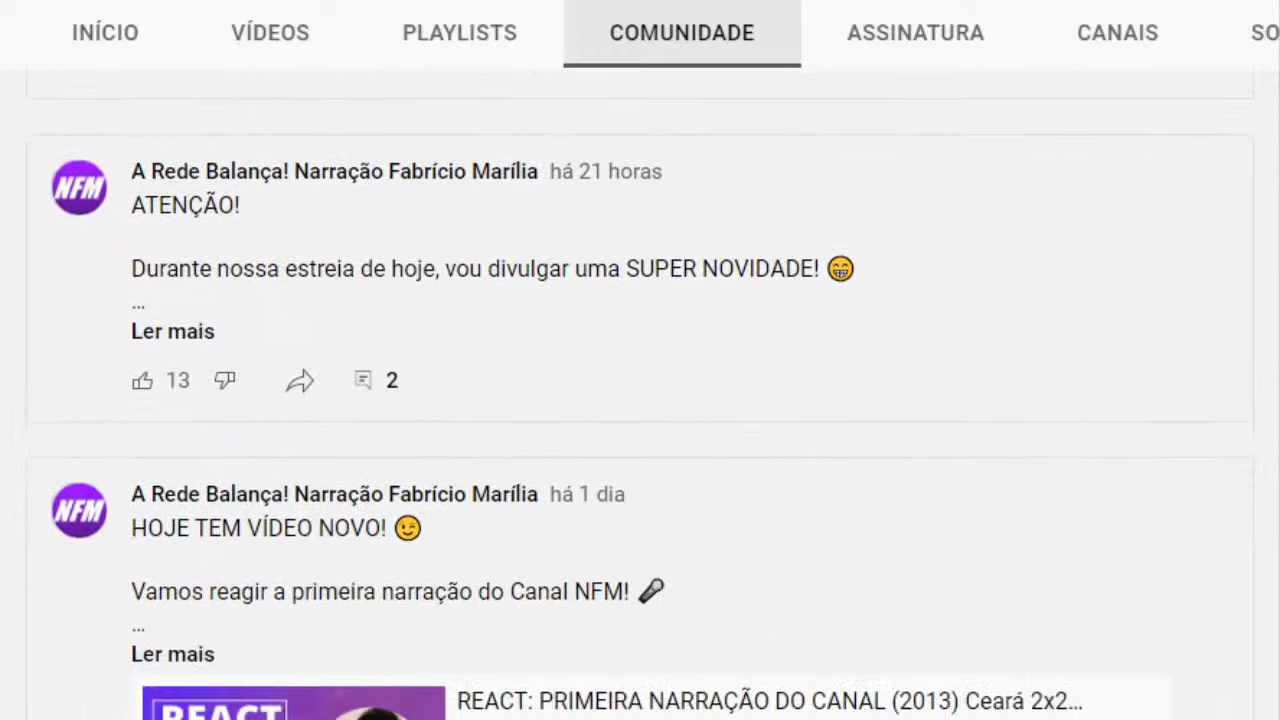 INÍCIO VÍDEOS PLAYLISTS COMUNIDADE ASSINATURA CANAIS SO
NFM
A Rede Balança! Narração Fabrício Marília há 21 horas
ATENÇÃO!
Durante nossa estreia de hoje, vou divulgar uma SUPER NOVIDADE! 😁
...
Ler mais
13 2
NFM
A Rede Balança! Narração Fabrício Marília há 1 dia
HOJE TEM VÍDEO NOVO! 😉
Vamos reagir a primeira narração do Canal NFM! 🎤
...
Ler mais
REACT
REACT: PRIMEIRA NARRAÇÃO DO CANAL (2013) Ceará 2x2...